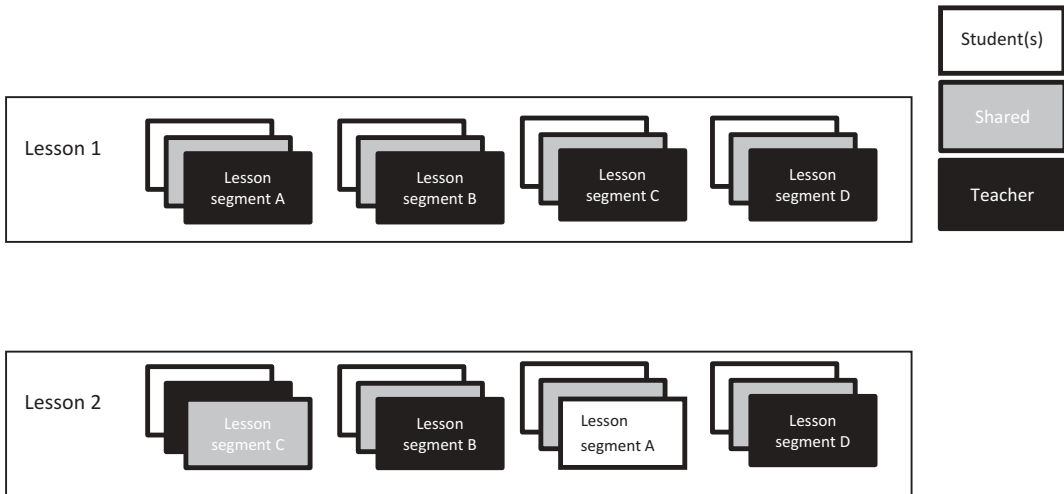 Student(s)
Shared
Teacher
Lesson 1
Lesson
segment A
Lesson
segment B
Lesson
segment C
Lesson
segment D
Lesson 2
Lesson
segment C
Lesson
segment B
Lesson
segment A
Lesson
segment D